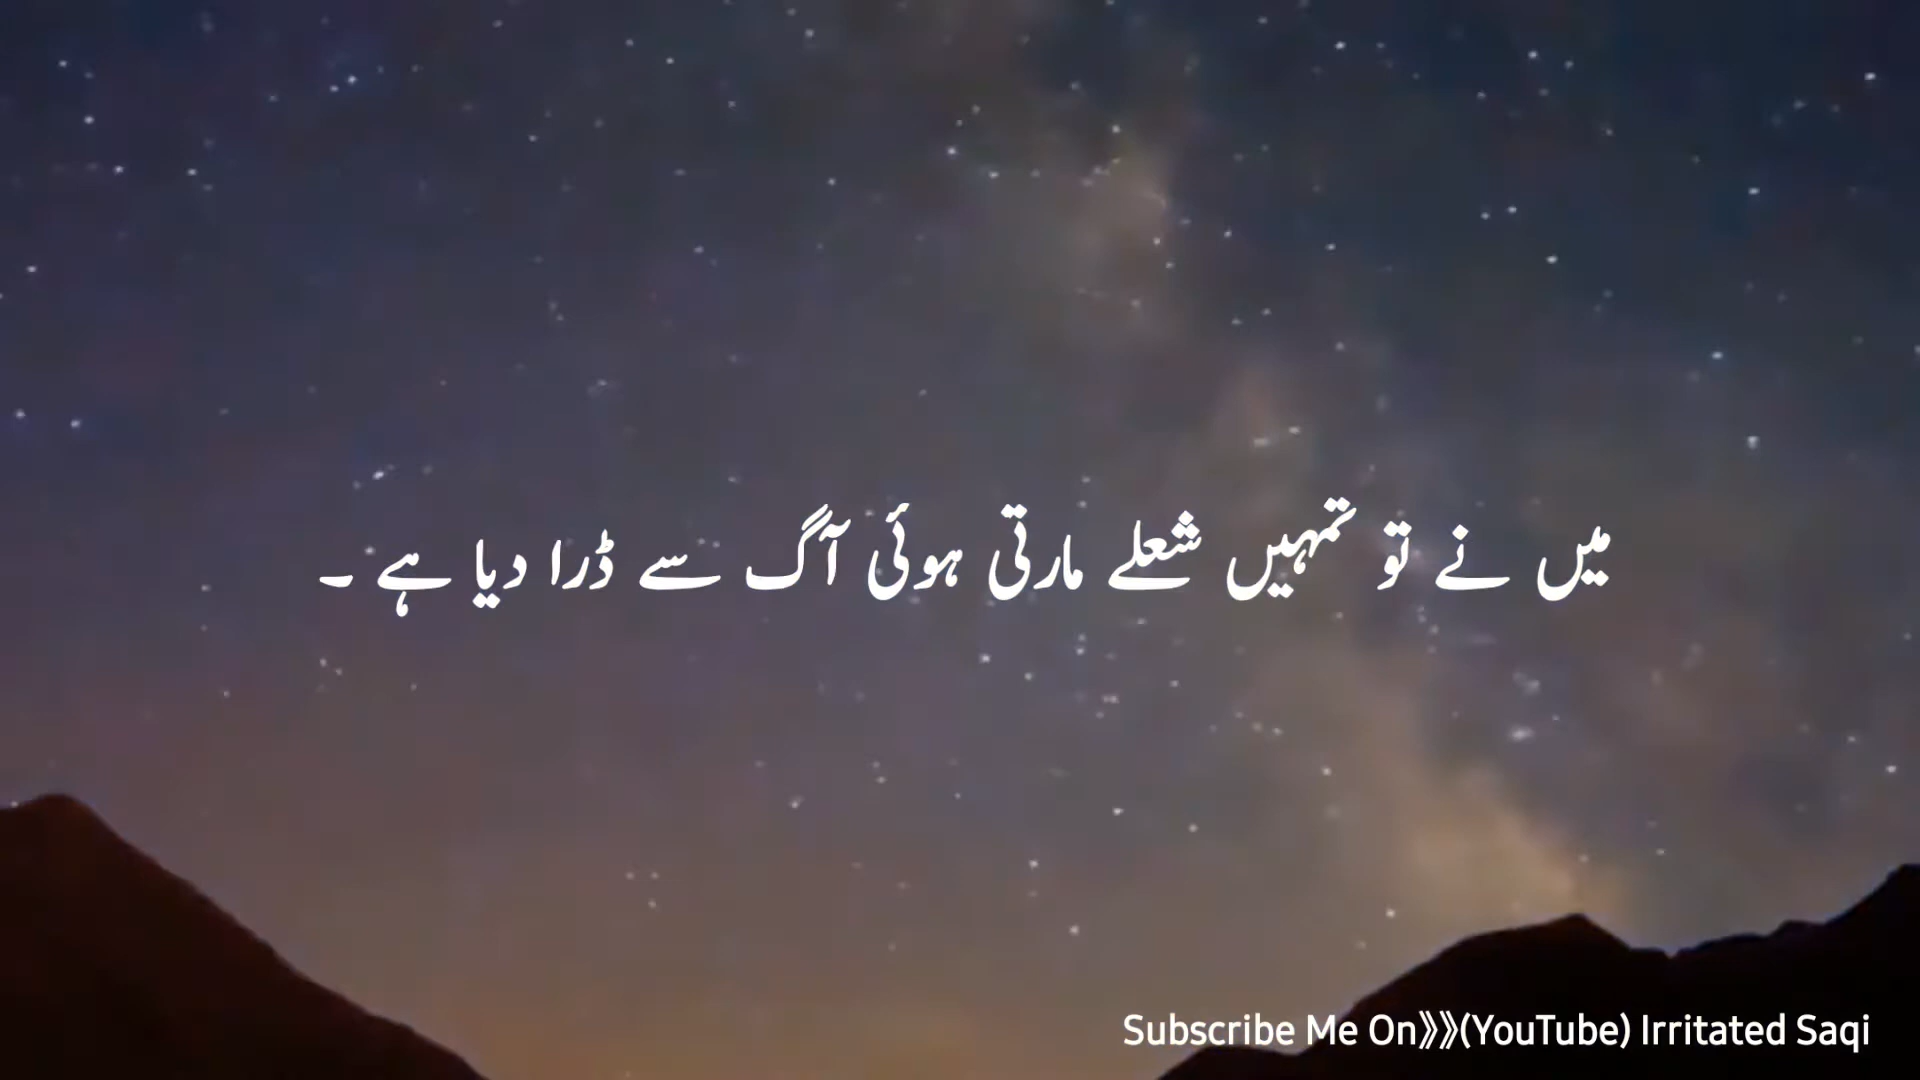 میں نے تو تمہیں شعلے مارتی ہوئی آگ سے ڈرا دیا ہے ۔
Subscribe Me On》》(YouTube) Irritated Saqi